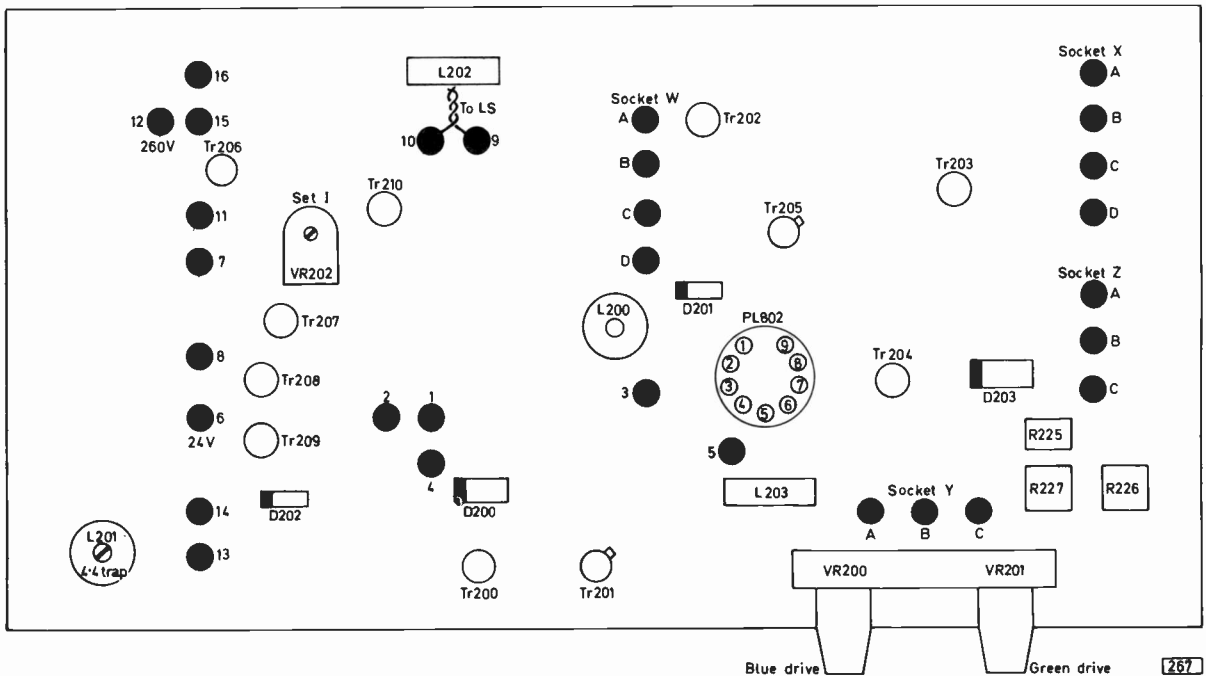 Socket X
A
16
L202
To LS
Socket W
A
Tr202
12
15
260V
10
9
B
Tr206
B
Tr203
C
Tr210
Set I
11
C
Tr205
D
7
VR202
D
Socket Z
A
D201
L200
PL802
Tr207
1 2 3 4 5 6 7 8 9
B
8
Tr204
Tr208
3
D203
C
2
1
6
24V
Tr209
R225
5
4
L203
R227
R226
D202
D200
14
Socket Y
A
B
C
L201
4·4 trap
13
Tr200
Tr201
VR200
VR201
Blue drive
Green drive
267